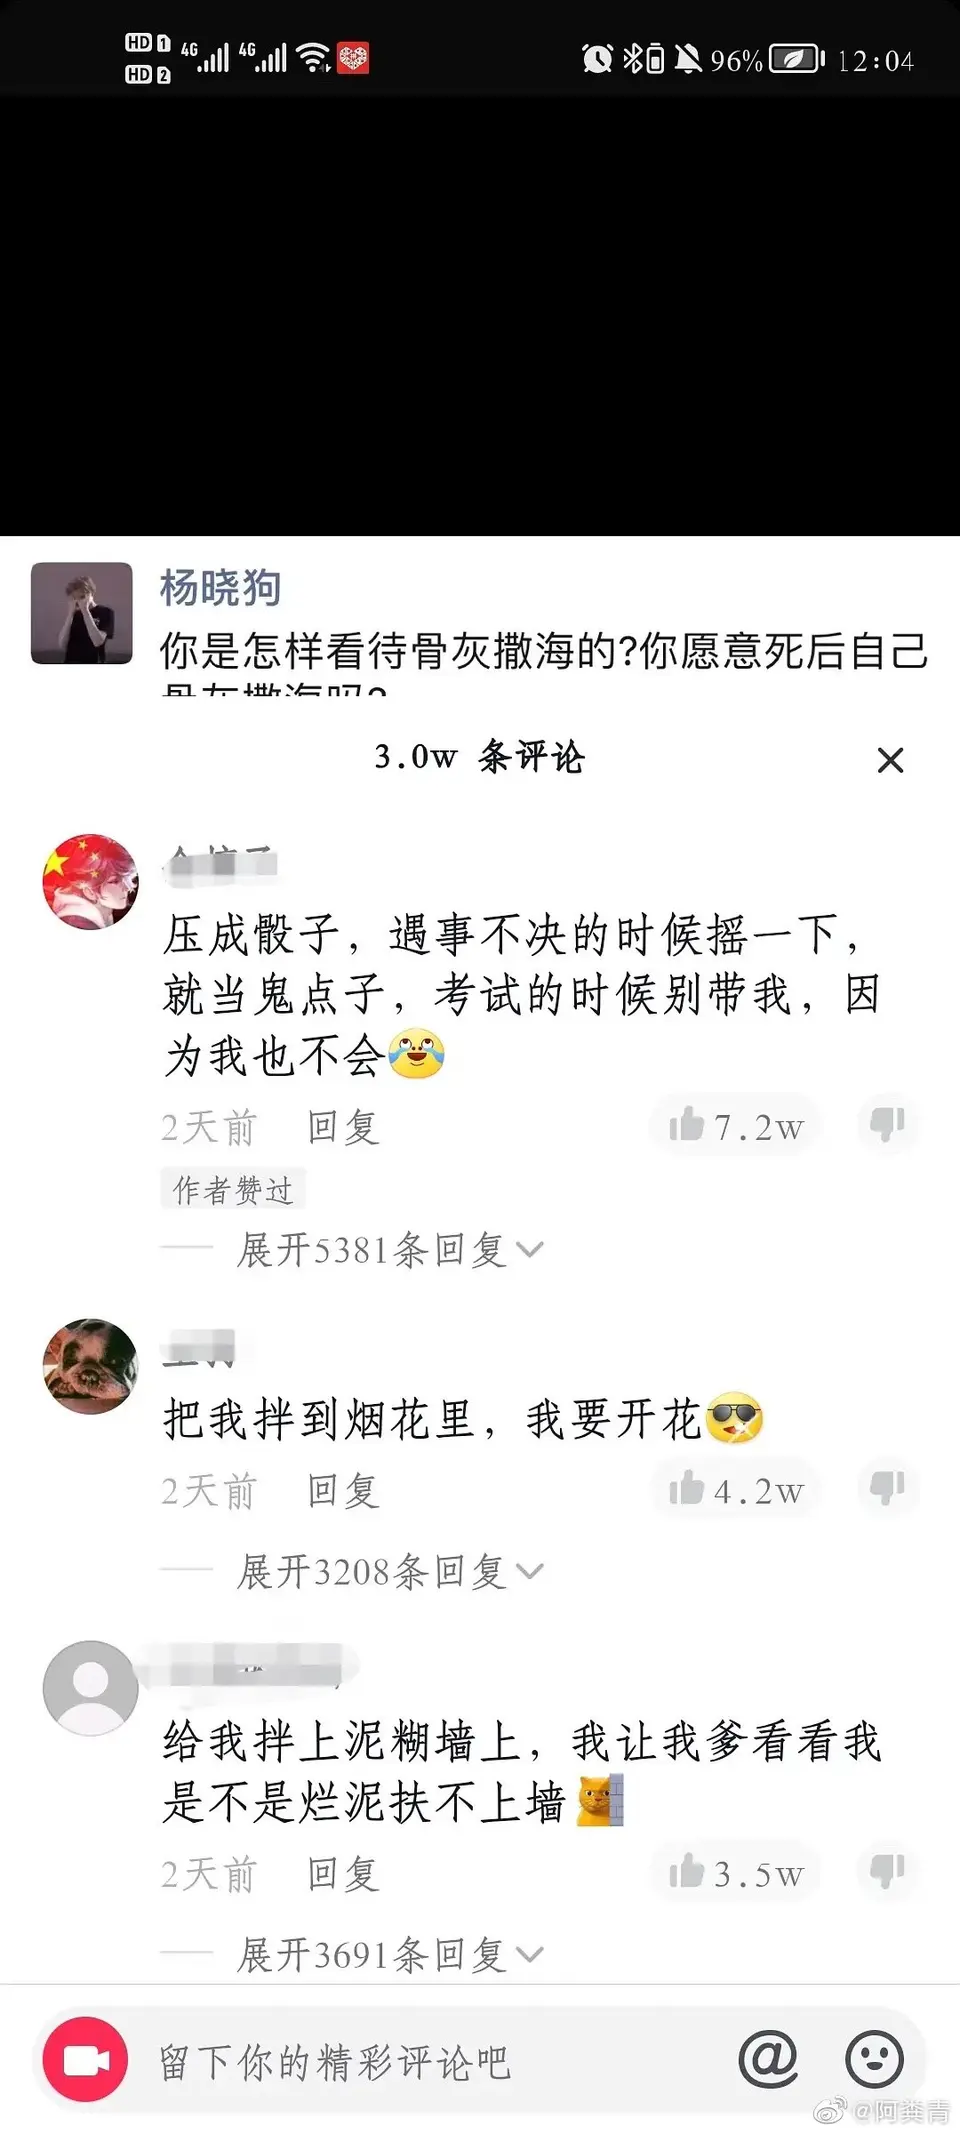 HD 1
HD 2
4G
4G
96%
12:04
杨晓狗
你是怎样看待骨灰撒海的?你愿意死后自己
骨灰撒海吗?
3.0w 条评论
压成骰子，遇事不决的时候摇一下，
就当鬼点子，考试的时候别带我，因
为我也不会
2天前 回复
7.2w
作者赞过
展开5381条回复
把我拌到烟花里，我要开花
2天前 回复
4.2w
展开3208条回复
给我拌上泥糊墙上，我让我爹看看我
是不是烂泥扶不上墙
2天前 回复
3.5w
展开3691条回复
留下你的精彩评论吧
@
@阿粪青